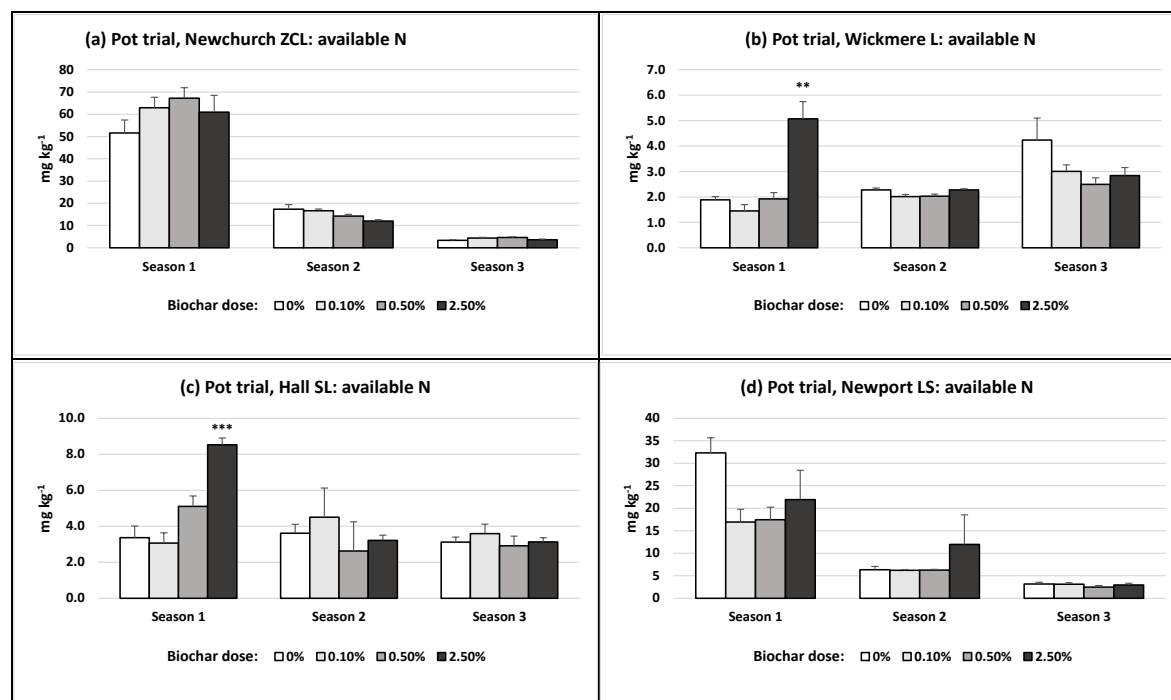 (a) Pot trial, Newchurch ZCL: available N
80
70
60
50
40
30
20
10
0
mg kg⁻¹
Season 1 Season 2 Season 3
Biochar dose: 0% 0.10% 0.50% 2.50%
(b) Pot trial, Wickmere L: available N
7.0
6.0
5.0
4.0
3.0
2.0
1.0
0.0
mg kg⁻¹
**
Season 1 Season 2 Season 3
Biochar dose: 0% 0.10% 0.50% 2.50%
(c) Pot trial, Hall SL: available N
10.0
8.0
6.0
4.0
2.0
0.0
mg kg⁻¹
***
Season 1 Season 2 Season 3
Biochar dose: 0% 0.10% 0.50% 2.50%
(d) Pot trial, Newport LS: available N
40
35
30
25
20
15
10
5
0
mg kg⁻¹
Season 1 Season 2 Season 3
Biochar dose: 0% 0.10% 0.50% 2.50%